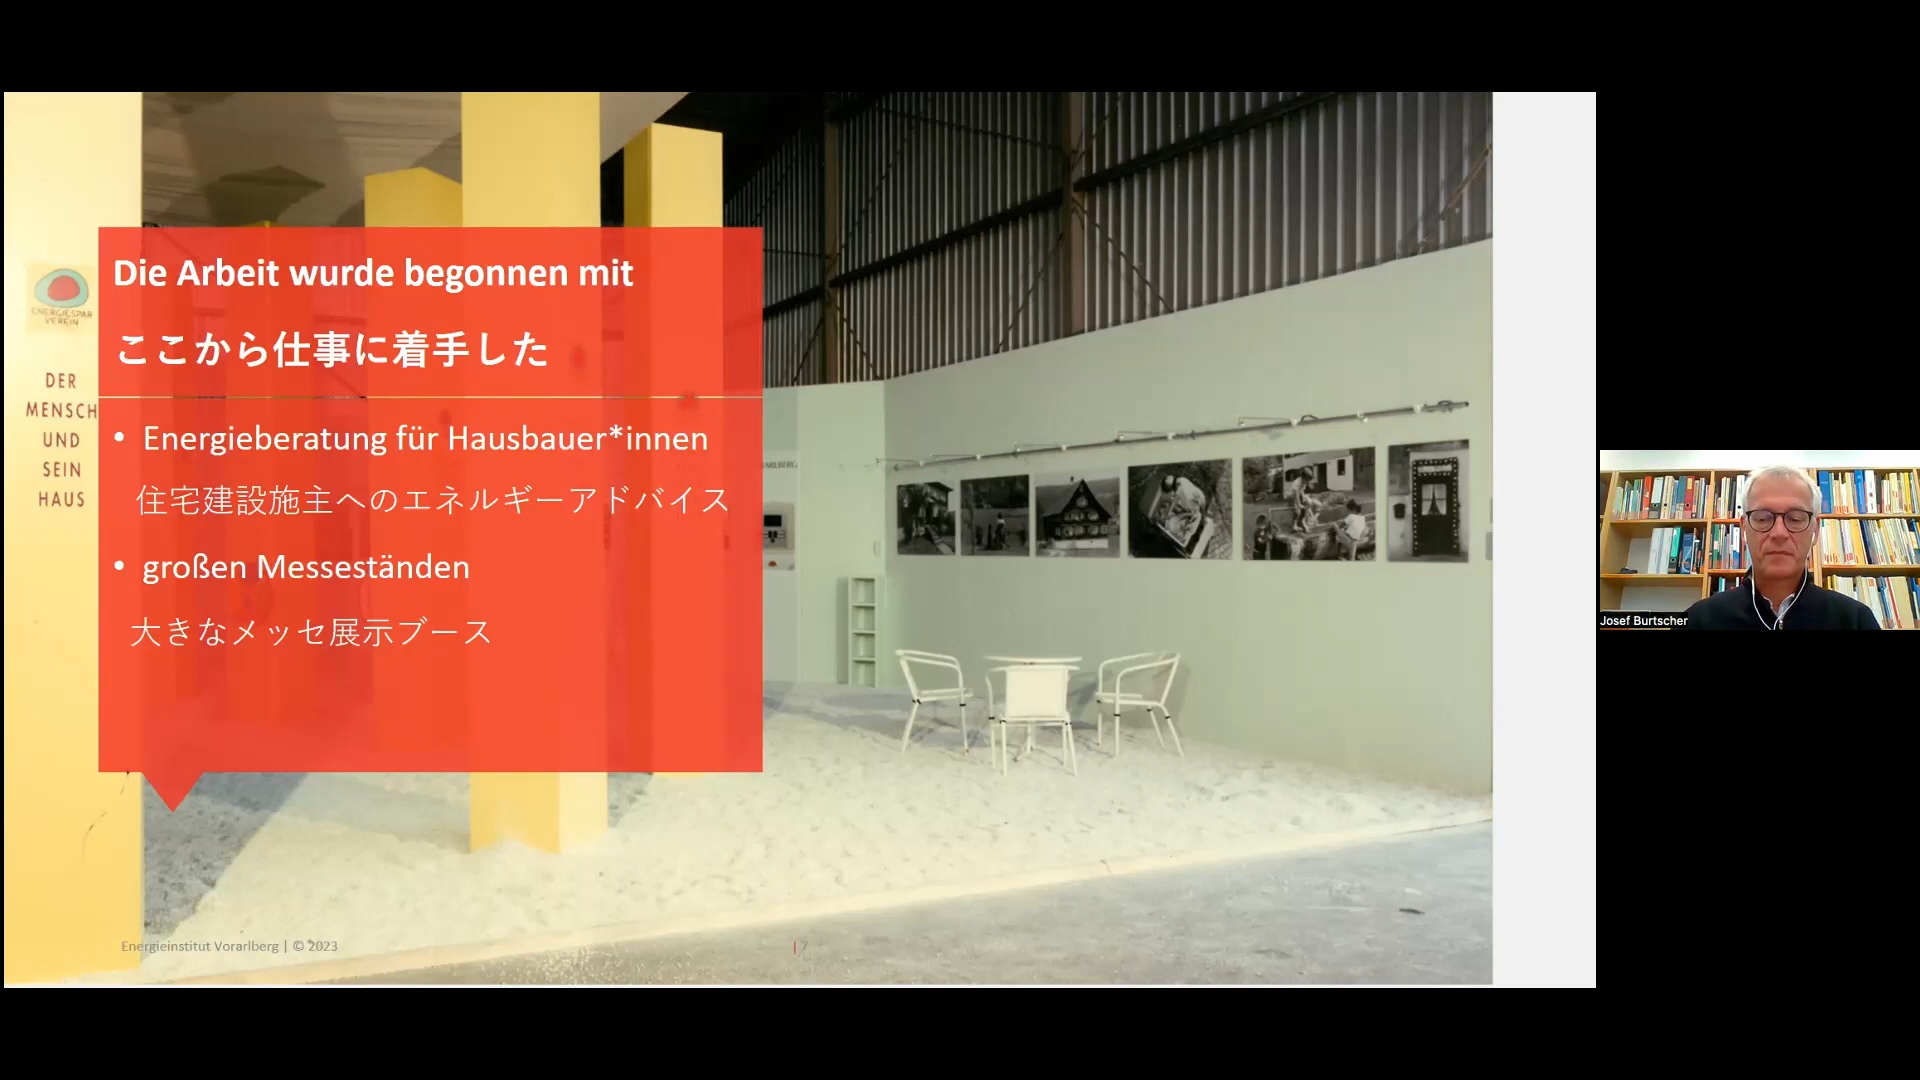 Die Arbeit wurde begonnen mit
ここから仕事に着手した
• Energieberatung für Hausbauer*innen
住宅建設施主へのエネルギーアドバイス
• großen Messeständen
大きなメッセ展示ブース
ENERGIESPAR
VEREIN
DER
MENSCH
UND
SEIN
HAUS
Energieinstitut Vorarlberg | © 2023
| 7
Josef Burtscher